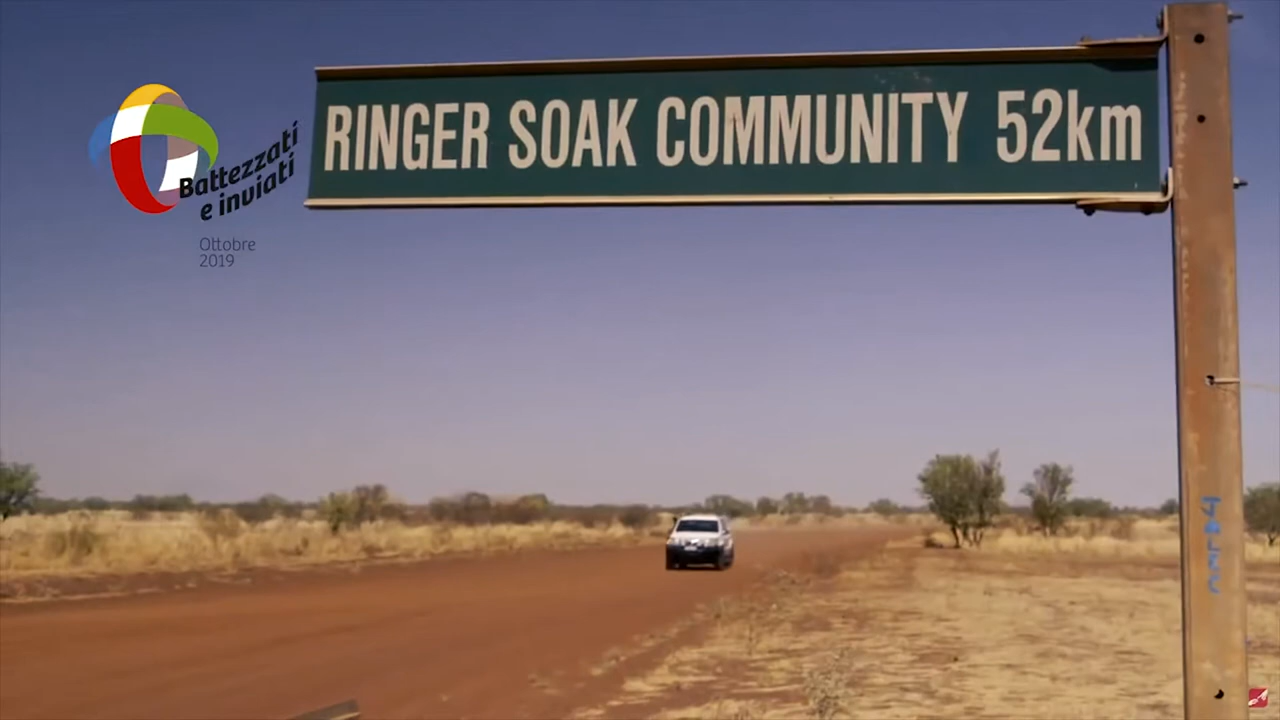 RINGER SOAK COMMUNITY 52km
Battezzati
e inviati
Ottobre
2019